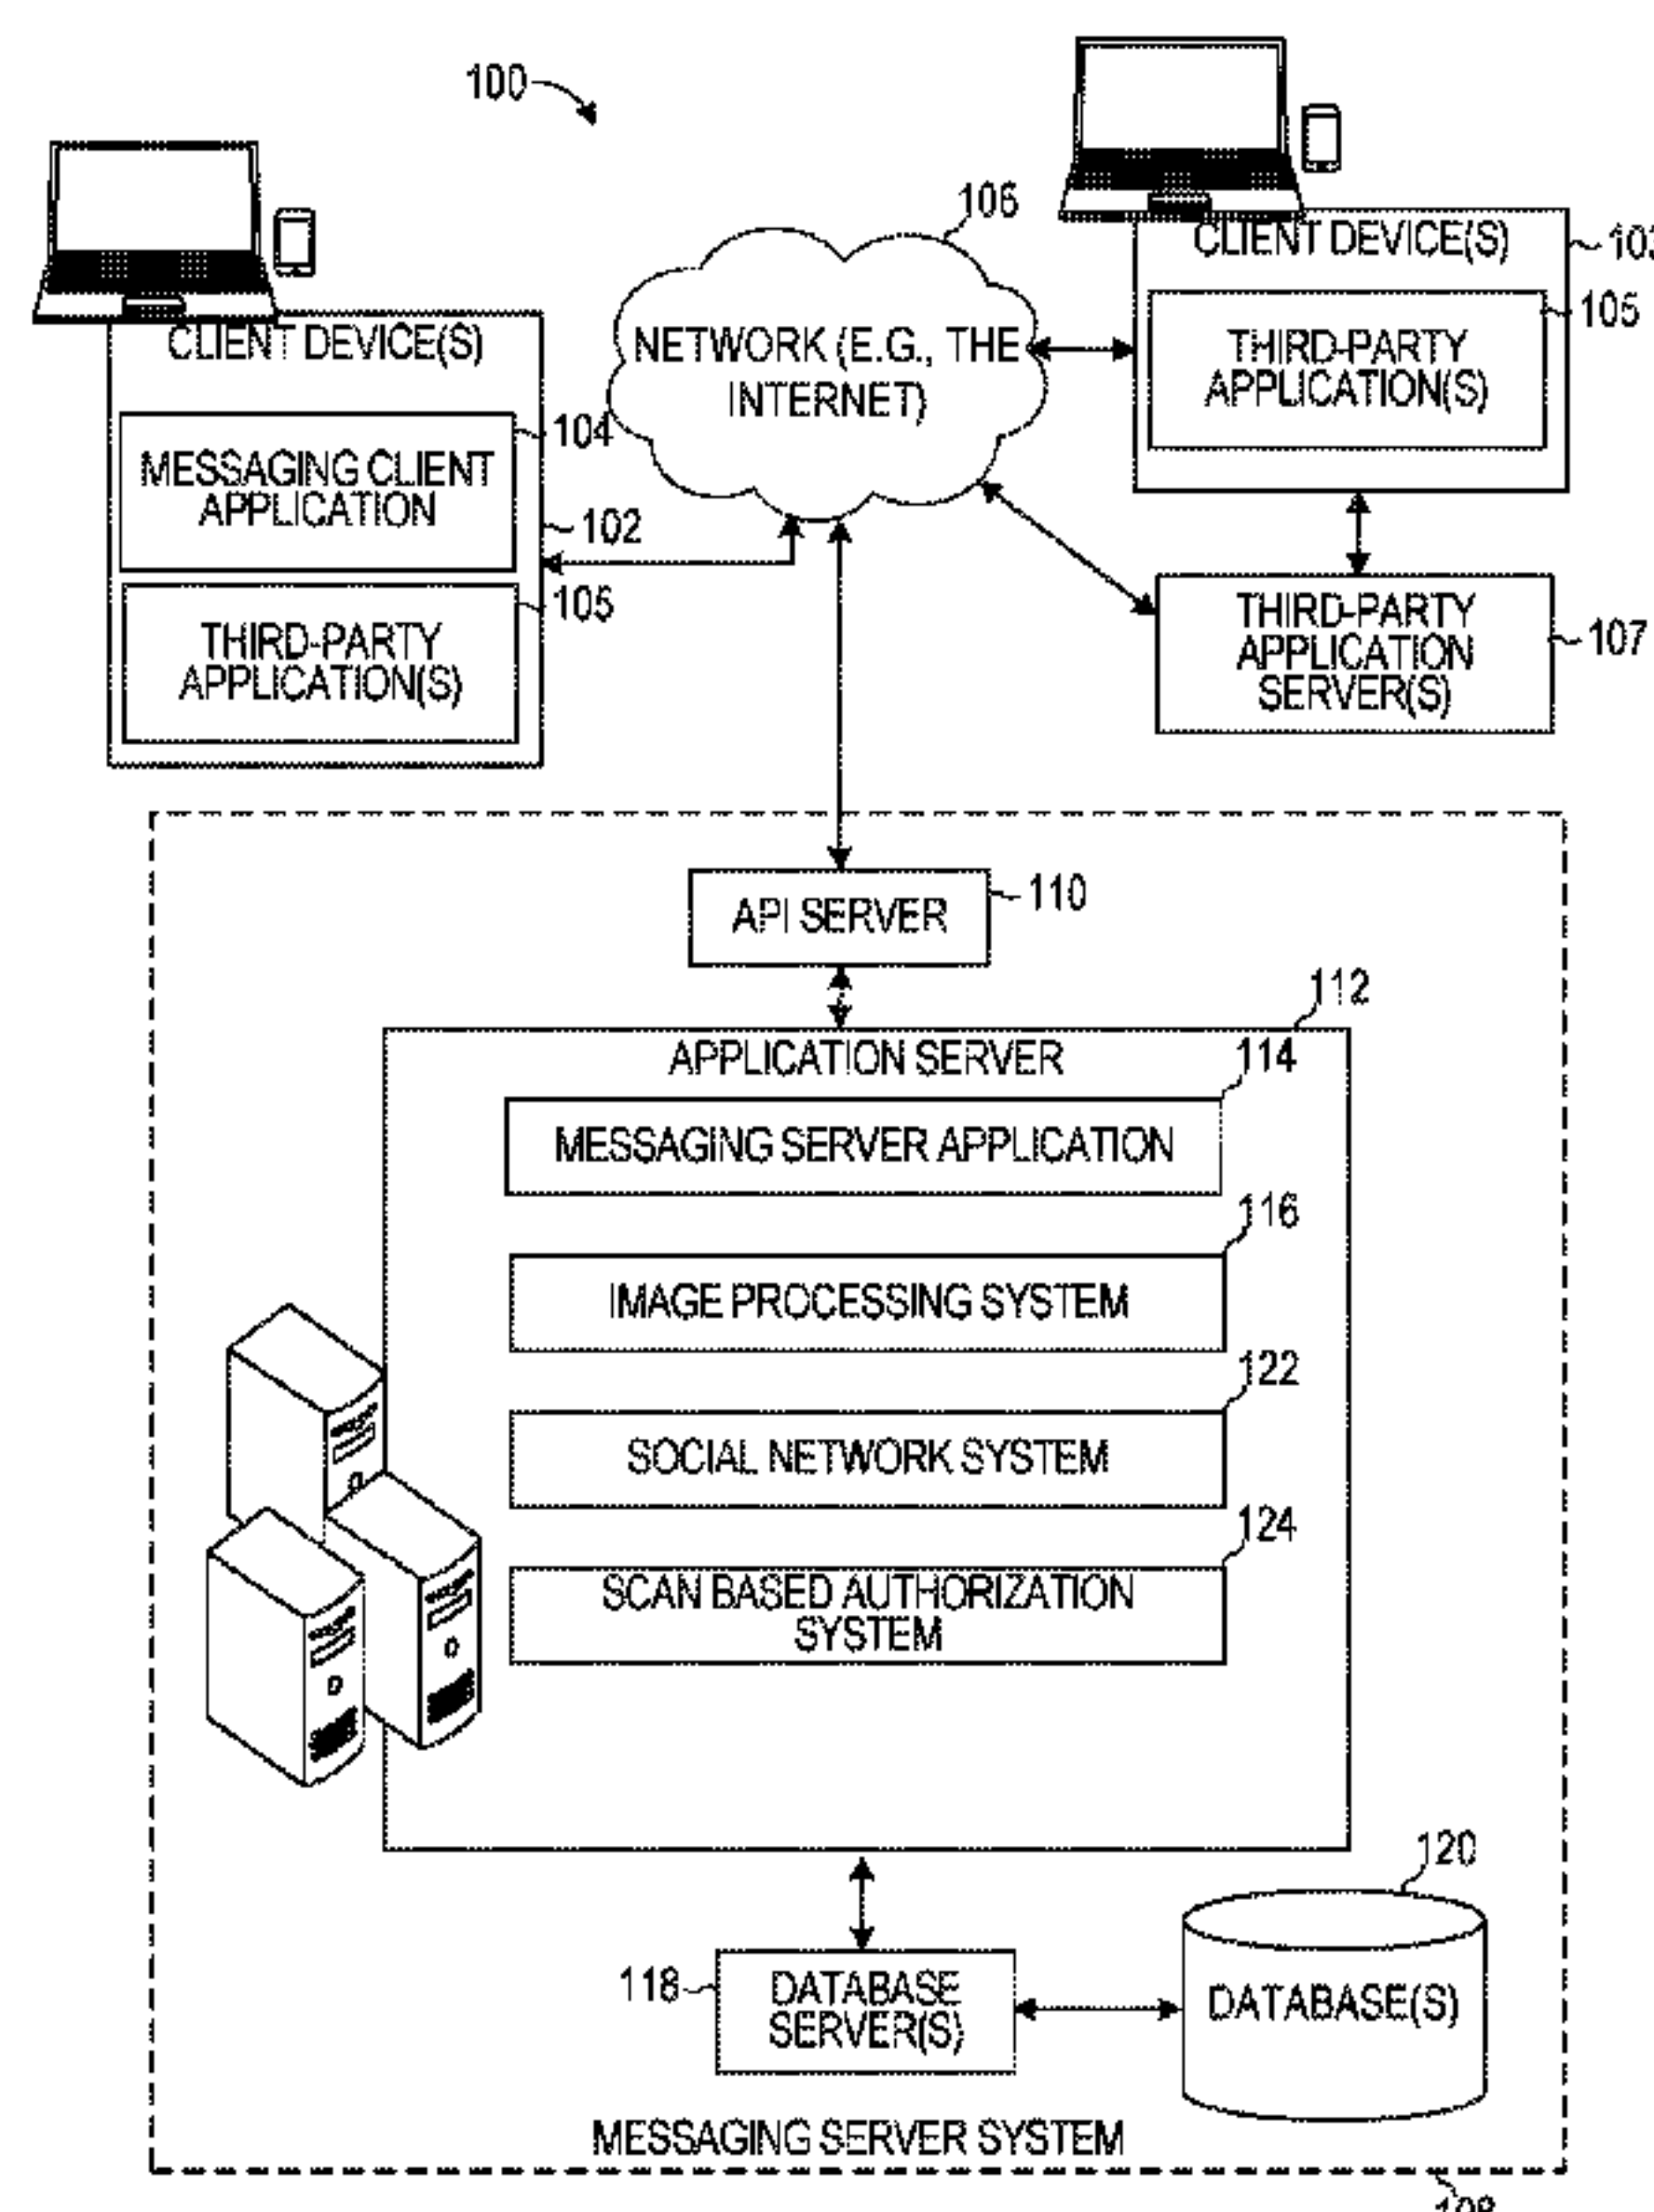 100
106
CLIENT DEVICE(S)
103
105
THIRD-PARTY
APPLICATION(S)
NETWORK (E.G., THE
INTERNET)
CLIENT DEVICE(S)
104
MESSAGING CLIENT
APPLICATION
102
105
THIRD-PARTY
APPLICATION(S)
THIRD-PARTY
APPLICATION
SERVER(S)
107
API SERVER
110
112
APPLICATION SERVER
114
MESSAGING SERVER APPLICATION
116
IMAGE PROCESSING SYSTEM
122
SOCIAL NETWORK SYSTEM
124
SCAN BASED AUTHORIZATION
SYSTEM
120
118
DATABASE
SERVER(S)
DATABASE(S)
MESSAGING SERVER SYSTEM
108